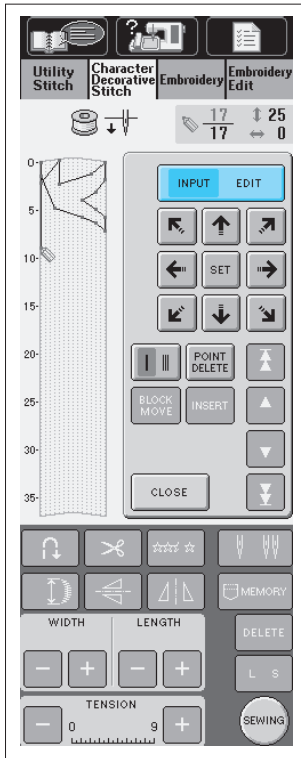 Utility Stitch
Character Decorative Stitch
Embroidery
Embroidery Edit
17
17
25
0
0-
5-
10-
15-
20-
25-
30-
35-
INPUT EDIT
SET
POINT DELETE
BLOCK MOVE
INSERT
CLOSE
MEMORY
WIDTH
LENGTH
DELETE
L S
TENSION
0 9
SEWING